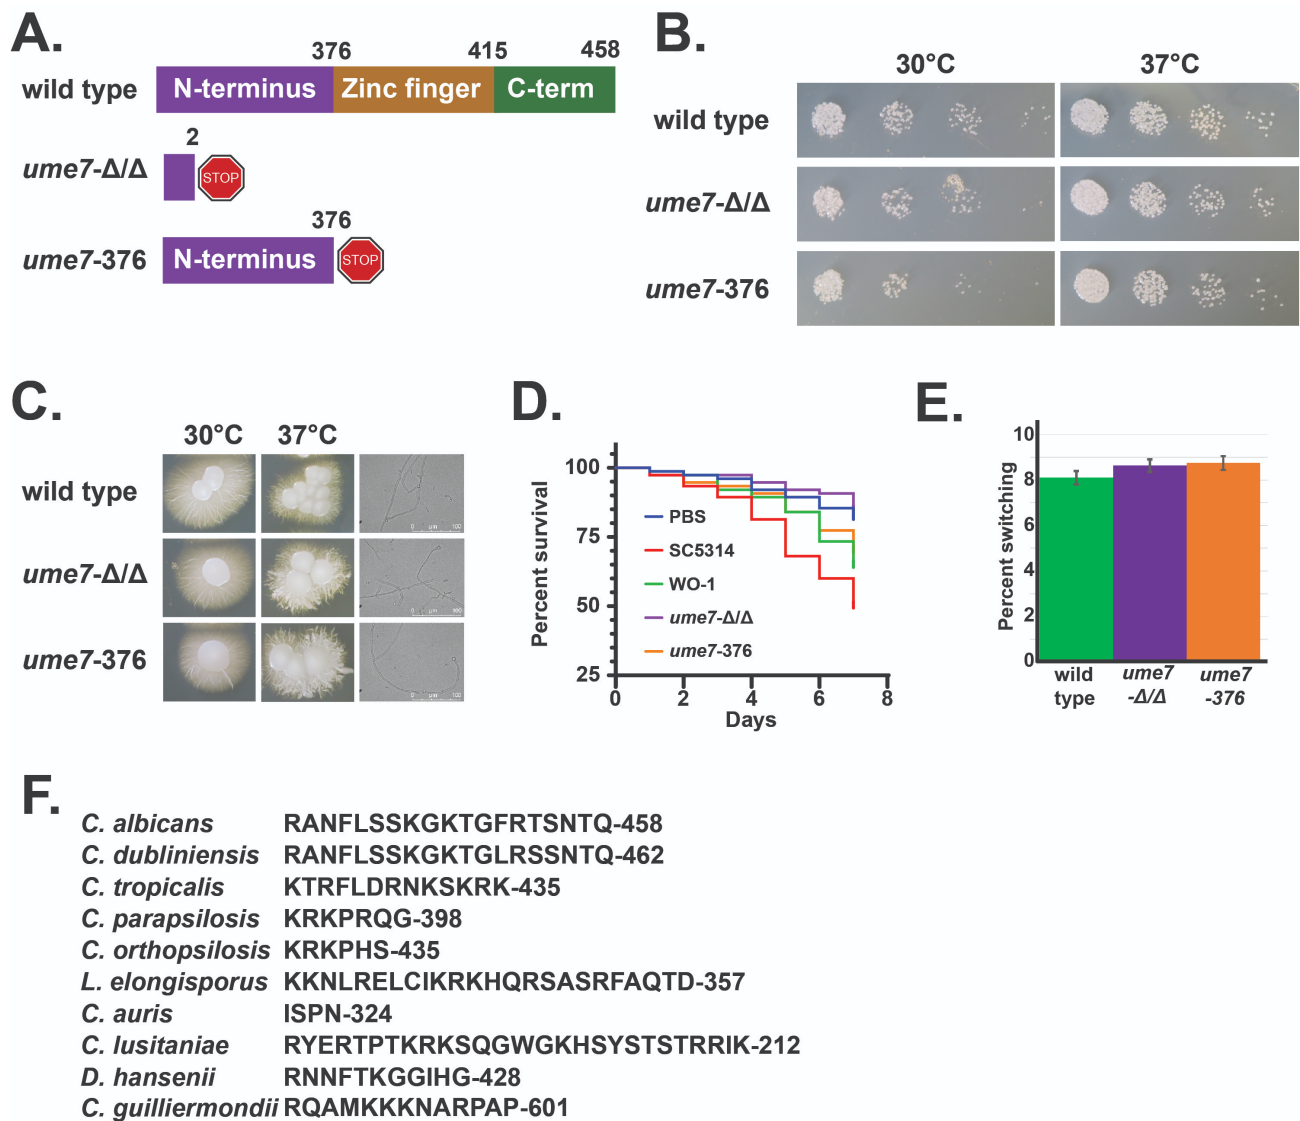 A.
376 415 458
wild type N-terminus Zinc finger C-term
2
ume7-Δ/Δ STOP
376
ume7-376 N-terminus STOP
B.
30°C 37°C
wild type
ume7-Δ/Δ
ume7-376
C.
30°C 37°C
wild type
ume7-Δ/Δ
ume7-376
D.
Percent survival
100
75
50
25
PBS
SC5314
WO-1
ume7-Δ/Δ
ume7-376
0 2 4 6 8
Days
E.
Percent switching
10
8
6
4
2
0
wild type
ume7 -Δ/Δ
ume7 -376
F.
C. albicans RANFLSSKGKTGFRTSNTQ-458
C. dubliniensis RANFLSSKGKTGLRSSNTQ-462
C. tropicalis KTRFLDRNKSKRK-435
C. parapsilosis KRKPRQG-398
C. orthopsilosis KRKPHS-435
L. elongisporus KKNLRELCIKRKHQRSASRFAQTD-357
C. auris ISPN-324
C. lusitaniae RYERTPTKRKSQGWGKHSYSTSTRRIK-212
D. hansenii RNNFTKGGIHG-428
C. guilliermondii RQAMKKKNARPAP-601